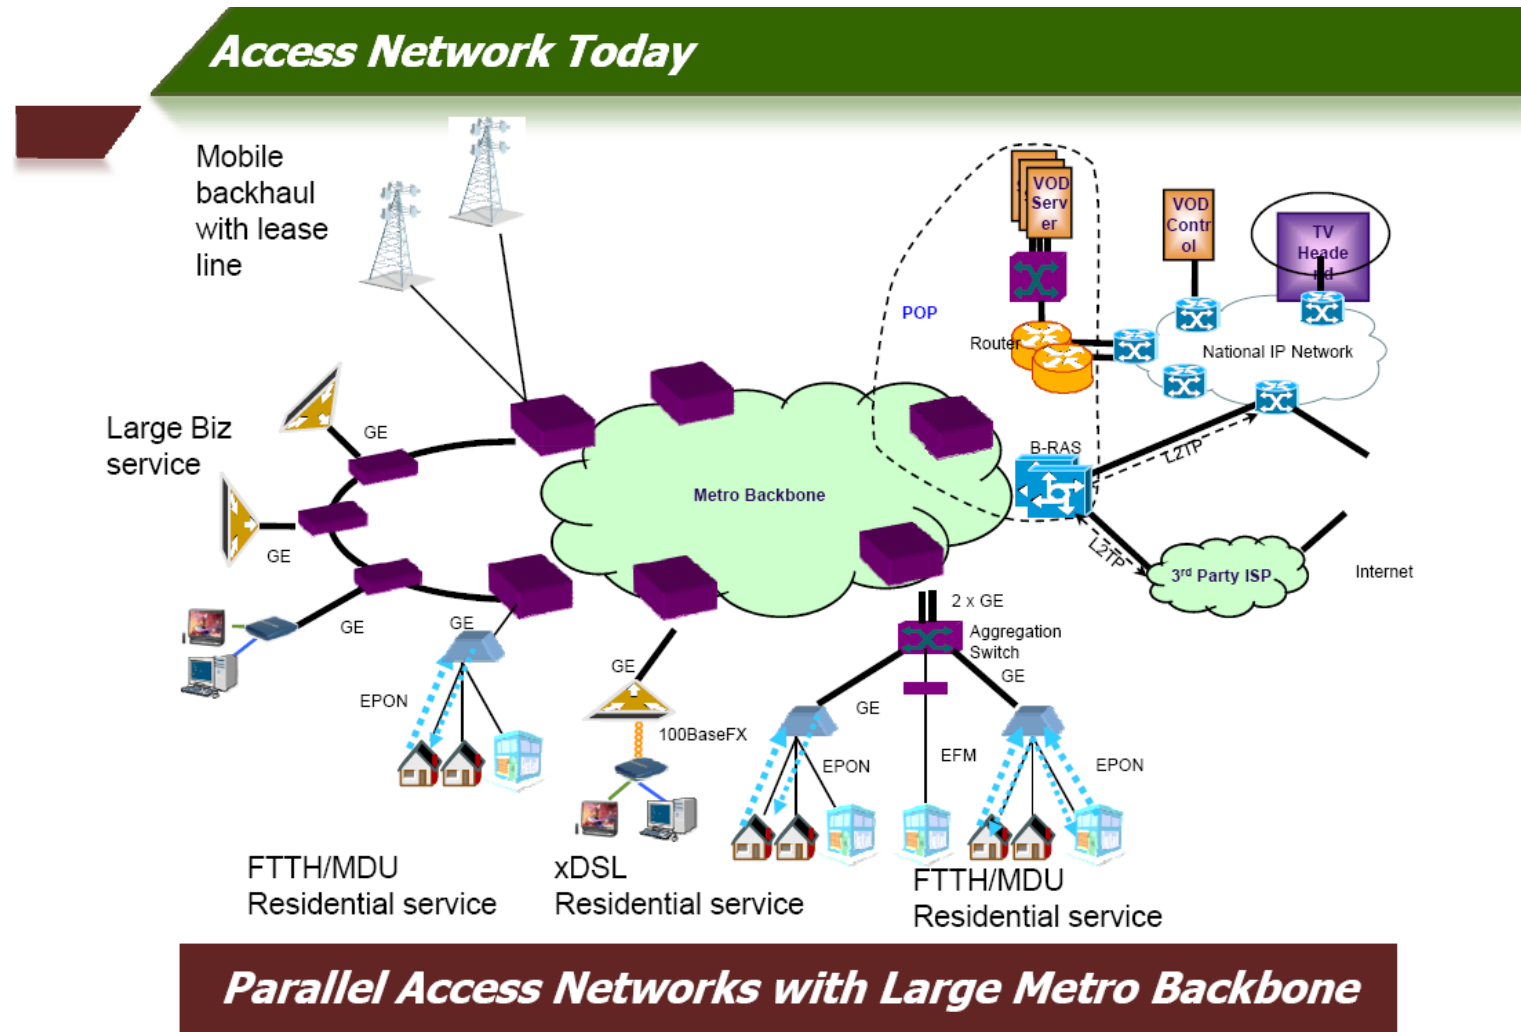 Access Network Today
Mobile
backhaul
with lease
line
VOD
Serv
er
VOD
Contr
ol
TV
Heade
nd
POP
Router
National IP Network
Large Biz
service
GE
B-RAS
L2TP
Metro Backbone
GE
L2TP
3rd Party ISP
Internet
2 x GE
GE
GE
Aggregation
Switch
GE
GE
GE
EPON
100BaseFX
EPON
EFM
EPON
FTTH/MDU
Residential service
xDSL
Residential service
FTTH/MDU
Residential service
Parallel Access Networks with Large Metro Backbone